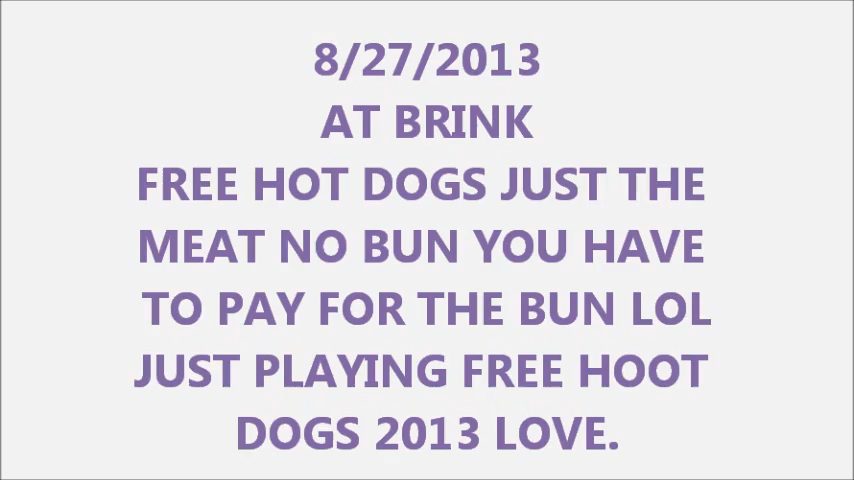 8/27/2013
AT BRINK
FREE HOT DOGS JUST THE
MEAT NO BUN YOU HAVE
TO PAY FOR THE BUN LOL
JUST PLAYING FREE HOOT
DOGS 2013 LOVE.